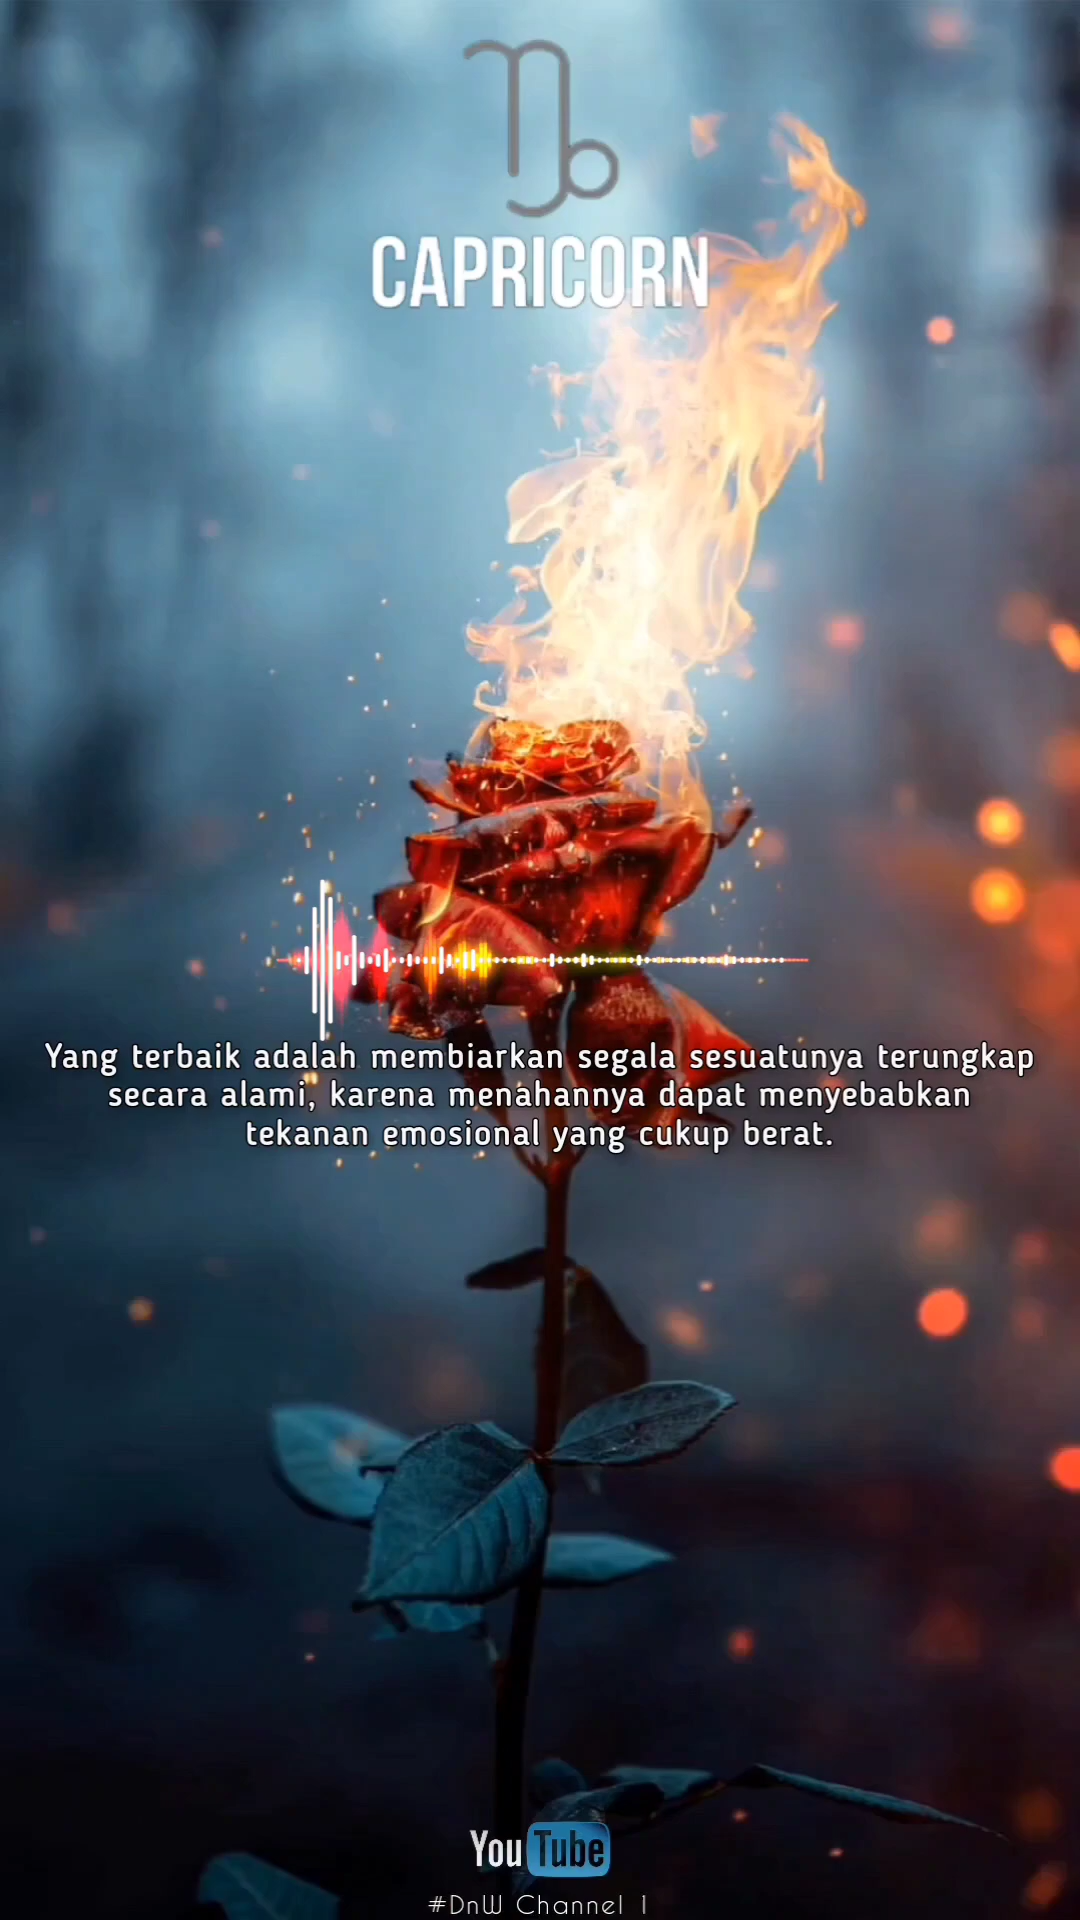 CAPRICORN
Yang terbaik adalah membiarkan segala sesuatunya terungkap
secara alami, karena menahannya dapat menyebabkan
tekanan emosional yang cukup berat.
YouTube
#DnW Channel 1